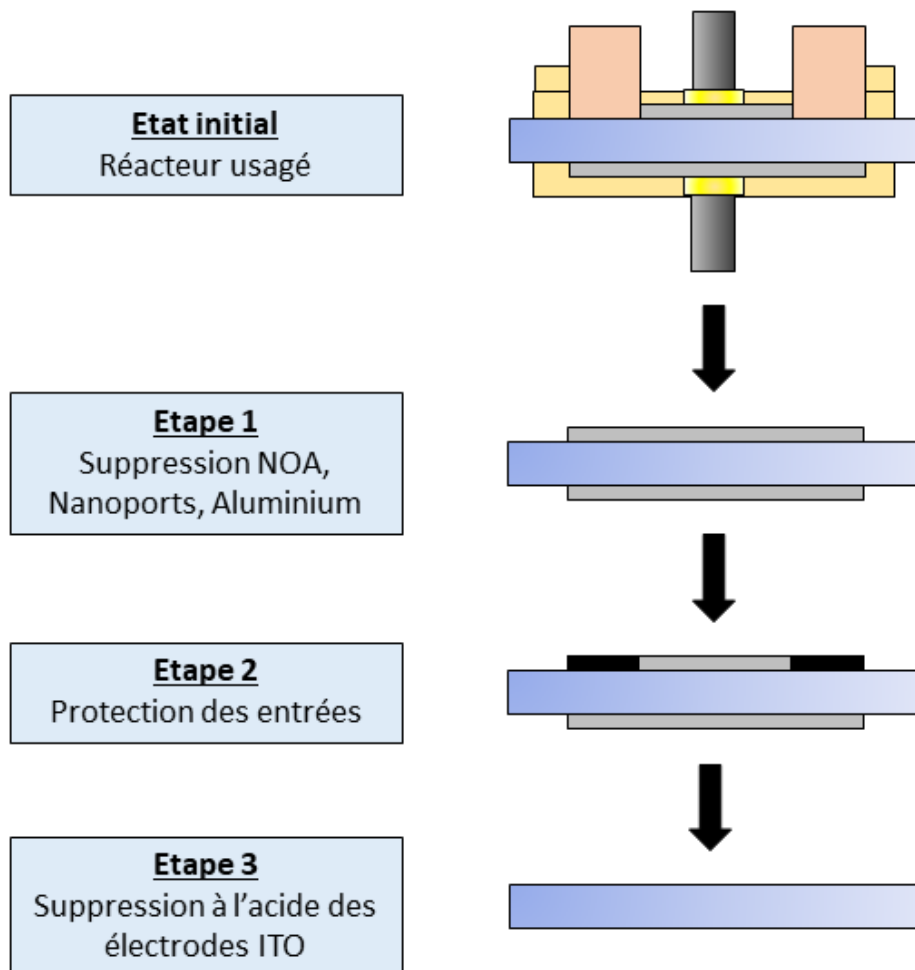 Etat initial
Réacteur usagé
Etape 1
Suppression NOA,
Nanoports, Aluminium
Etape 2
Protection des entrées
Etape 3
Suppression à l'acide des
électrodes ITO